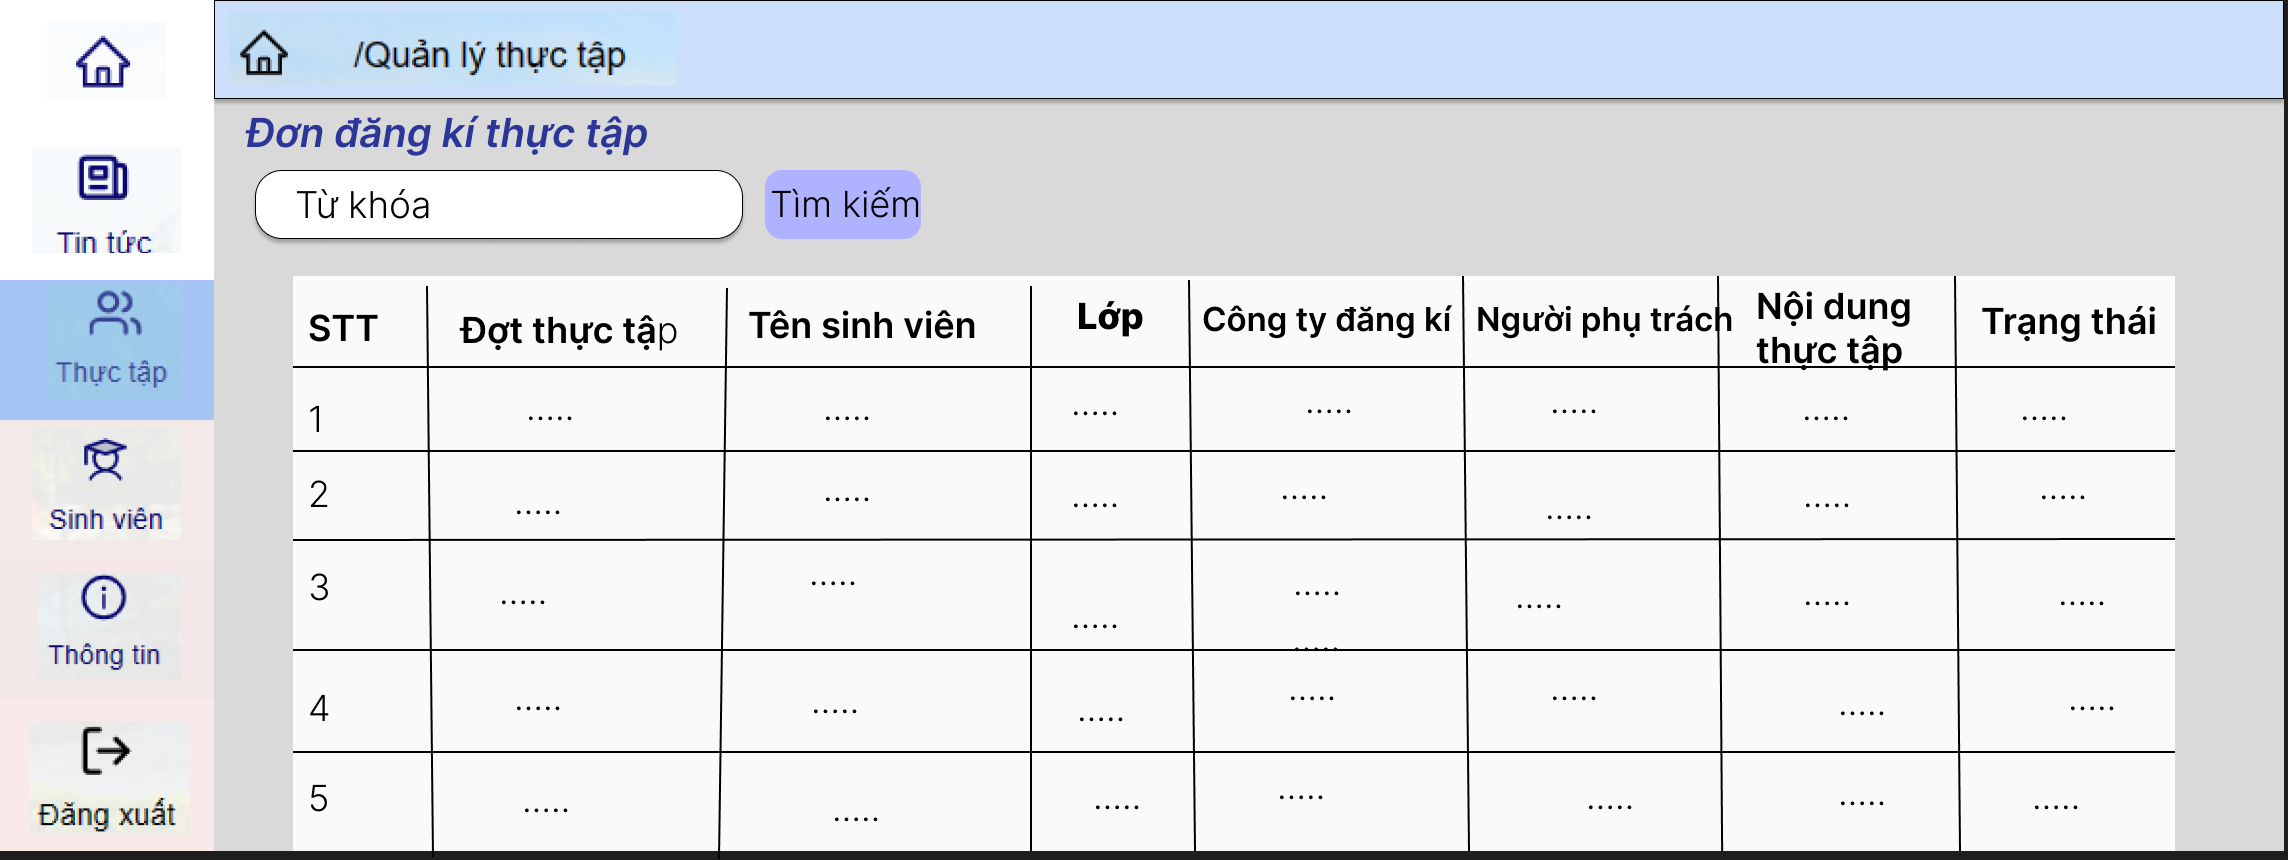 /Quản lý thực tập
Tin tức
Thực tập
Sinh viên
Thông tin
Đăng xuất
Đơn đăng kí thực tập
Từ khóa
Tìm kiếm
STT Đợt thực tập Tên sinh viên Lớp Công ty đăng kí Người phụ trách Nội dung thực tập Trạng thái
1 ..... ..... ..... ..... ..... ..... .....
2 ..... ..... ..... ..... ..... ..... .....
3 ..... ..... ..... ..... ..... ..... .....
.....
4 ..... ..... ..... ..... ..... ..... .....
5 ..... ..... ..... ..... ..... ..... .....